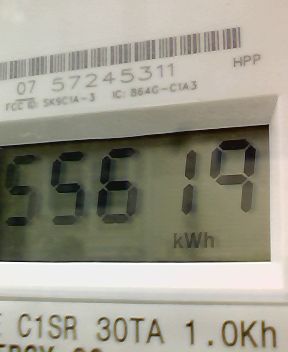 07 57245311
HPP
FCC ID: SK9C1A-3 IC: 864G-C1A3
55619
kWh
C1SR 30TA 1.0Kh